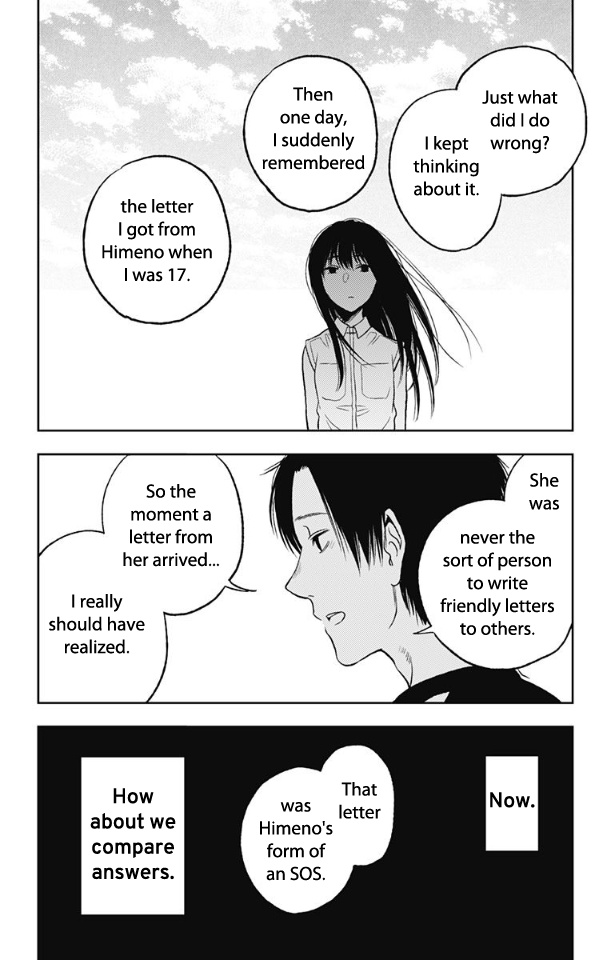 Just what
did I do
wrong?
I kept
thinking
about it.
Then
one day,
I suddenly
remembered
the letter
I got from
Himeno when
I was 17.
She
was
never the
sort of person
to write
friendly letters
to others.
So the
moment a
letter from
her arrived...
I really
should have
realized.
Now.
That
letter
was
Himeno's
form of
an SOS.
How
about we
compare
answers.